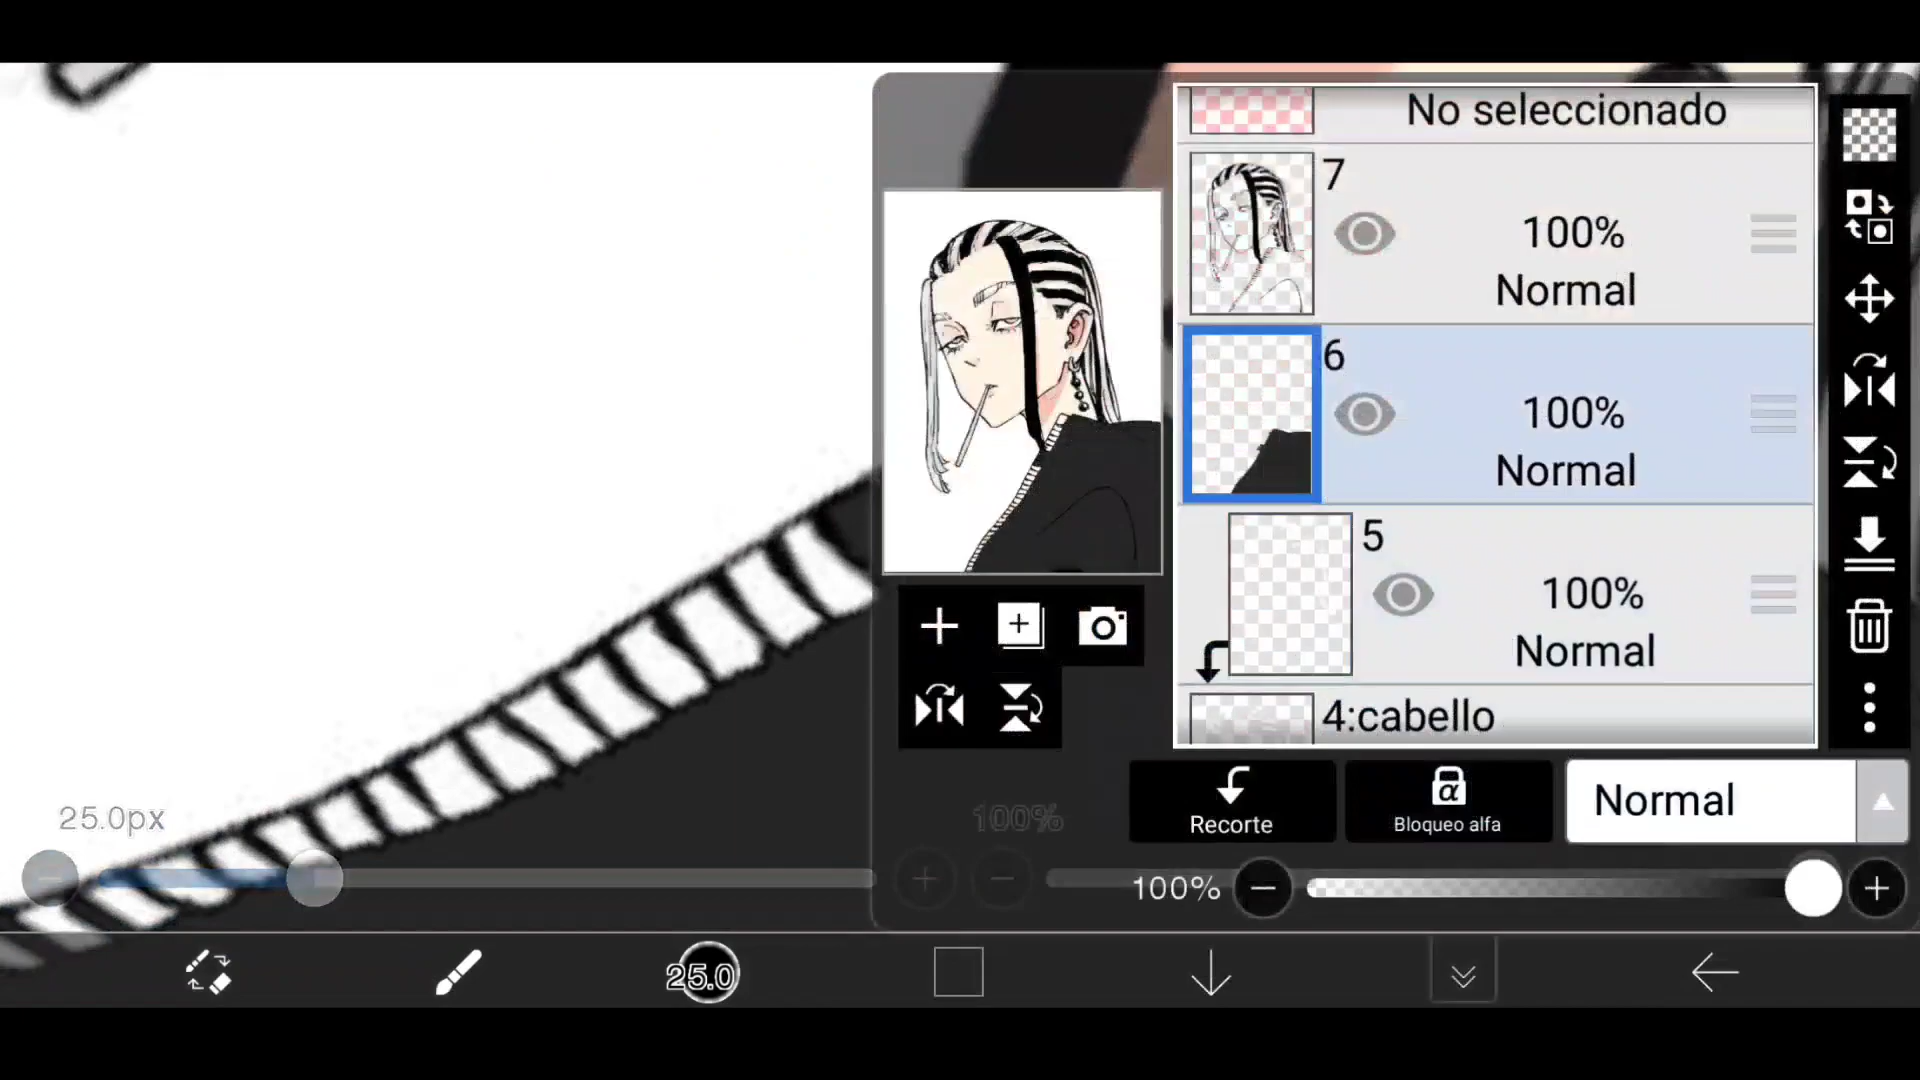 No seleccionado
7
100%
Normal
6
100%
Normal
5
100%
Normal
4:cabello
25.0px
100%
Recorte
α
Bloqueo alfa
Normal
100%
25.0